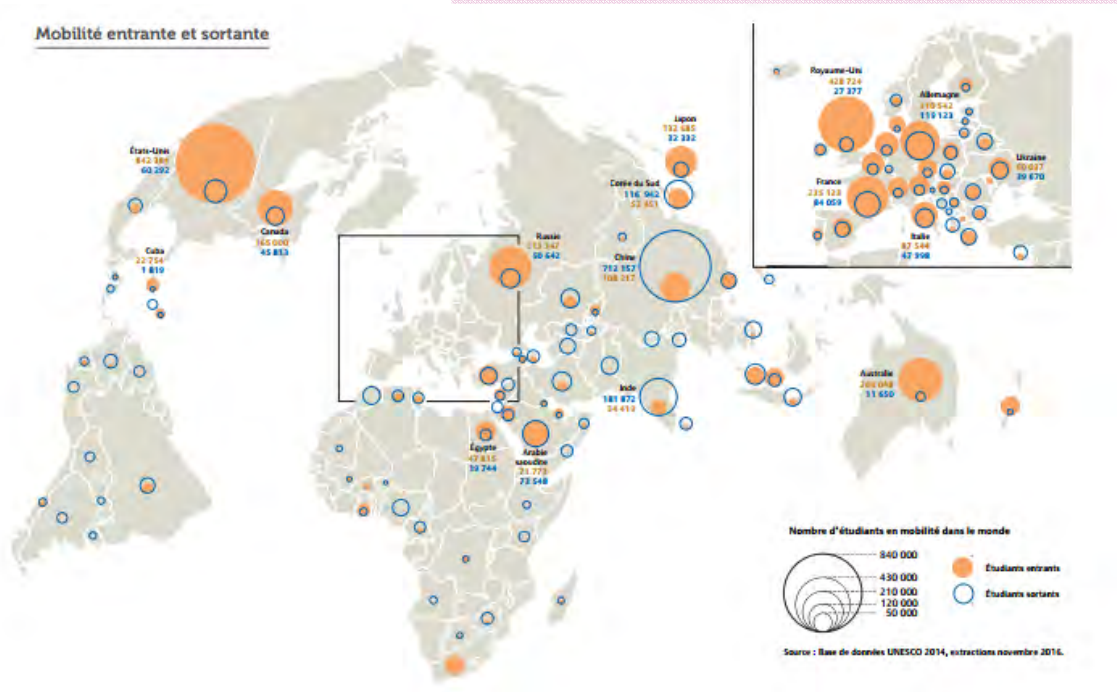 Mobilité entrante et sortante
États-Unis
842 384
60 292
Canada
165 000
45 813
Cuba
22 754
1 819
Japon
132 685
32 332
Corée du Sud
116 942
52 451
Russie
213 347
50 642
Chine
712 157
108 217
Inde
181 872
34 419
Égypte
47 815
Arabie
saoudite
71 773
73 548
Australie
11 650
Royaume-Uni
428 724
27 377
Allemagne
119 123
Ukraine
39 670
France
235 123
84 059
Italie
87 544
47 998
Nombre d'étudiants en mobilité dans le monde
840 000
430 000
210 000
120 000
50 000
Étudiants entrants
Étudiants sortants
Source : Base de données UNESCO 2014, extractions novembre 2016.